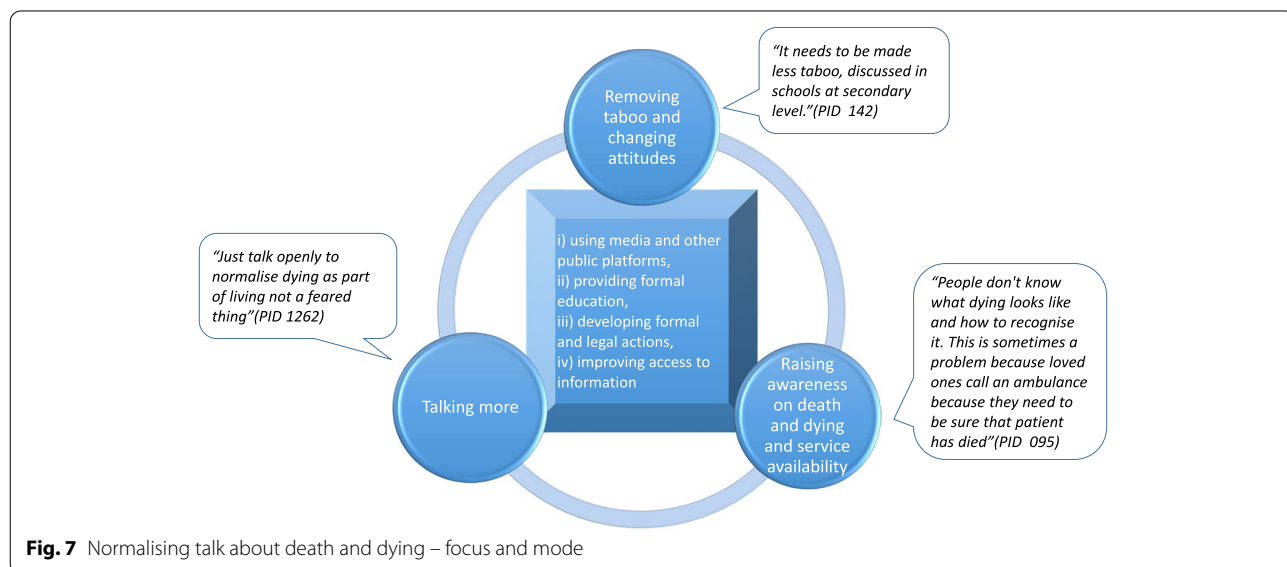 “It needs to be made
less taboo, discussed in
schools at secondary
level.”(PID 142)
Removing
taboo and
changing
attitudes
i) using media and other
public platforms,
ii) providing formal
education,
iii) developing formal
and legal actions,
iv) improving access to
information
“Just talk openly to
normalise dying as part
of living not a feared
thing”(PID 1262)
Talking more
“People don't know
what dying looks like
and how to recognise
it. This is sometimes a
problem because loved
ones call an ambulance
because they need to
be sure that patient
has died”(PID 095)
Raising
awareness
on death
and dying
and service
availability
Fig. 7 Normalising talk about death and dying – focus and mode